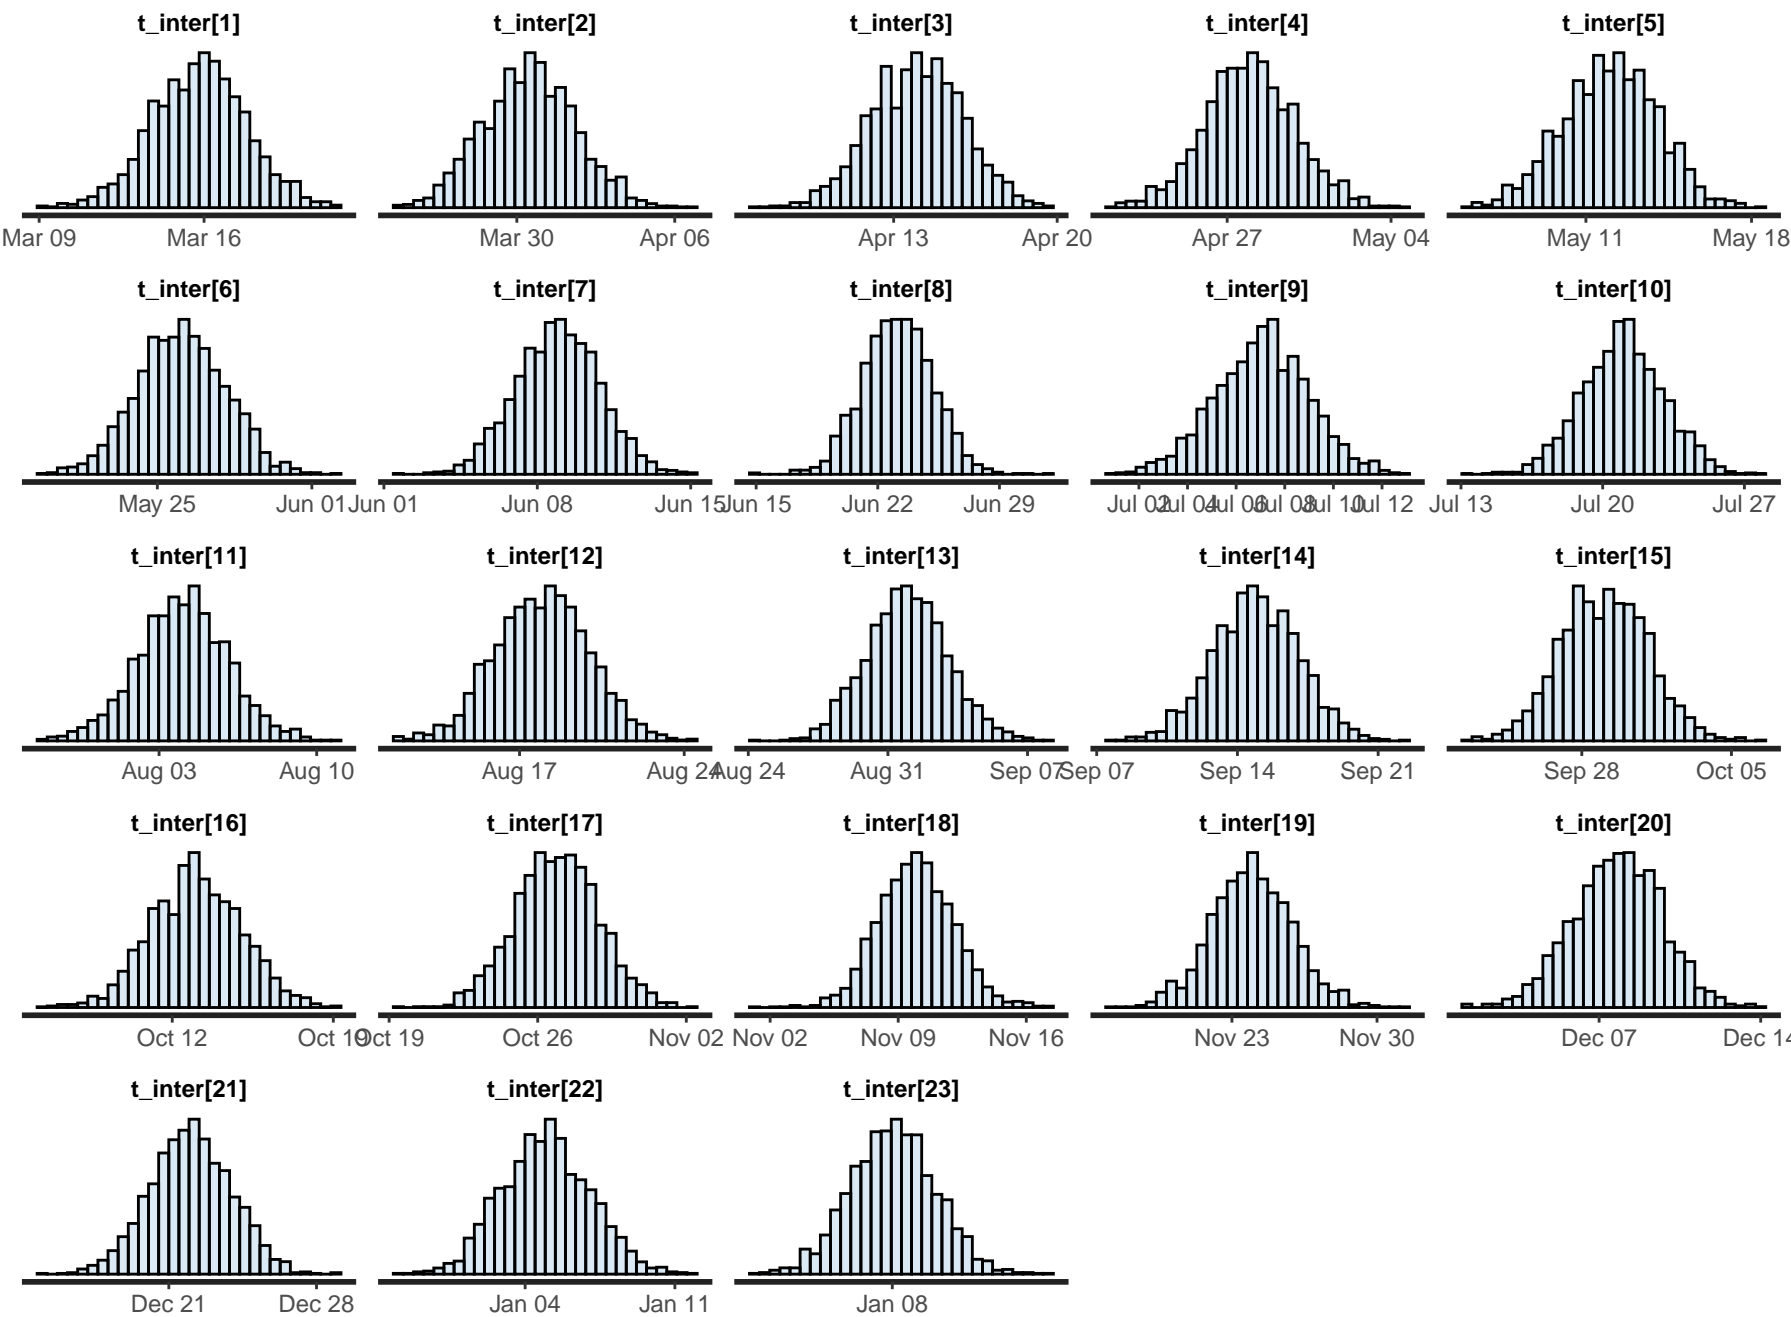 t_inter[1] t_inter[2] t_inter[3] t_inter[4] t_inter[5]
Mar 09 Mar 16 Mar 30 Apr 06 Apr 13 Apr 20 Apr 27 May 04 May 11 May 18
t_inter[6] t_inter[7] t_inter[8] t_inter[9] t_inter[10]
May 25 Jun 01 Jun 01 Jun 08 Jun 15 Jun 15 Jun 22 Jun 29 Jul 02 Jul 04 Jul 06 Jul 08 Jul 10 Jul 12 Jul 13 Jul 20 Jul 27
t_inter[11] t_inter[12] t_inter[13] t_inter[14] t_inter[15]
Aug 03 Aug 10 Aug 17 Aug 24 Aug 24 Aug 31 Sep 07 Sep 07 Sep 14 Sep 21 Sep 28 Oct 05
t_inter[16] t_inter[17] t_inter[18] t_inter[19] t_inter[20]
Oct 12 Oct 19 Oct 19 Oct 26 Nov 02 Nov 02 Nov 09 Nov 16 Nov 23 Nov 30 Dec 07 Dec 14
t_inter[21] t_inter[22] t_inter[23]
Dec 21 Dec 28 Jan 04 Jan 11 Jan 08